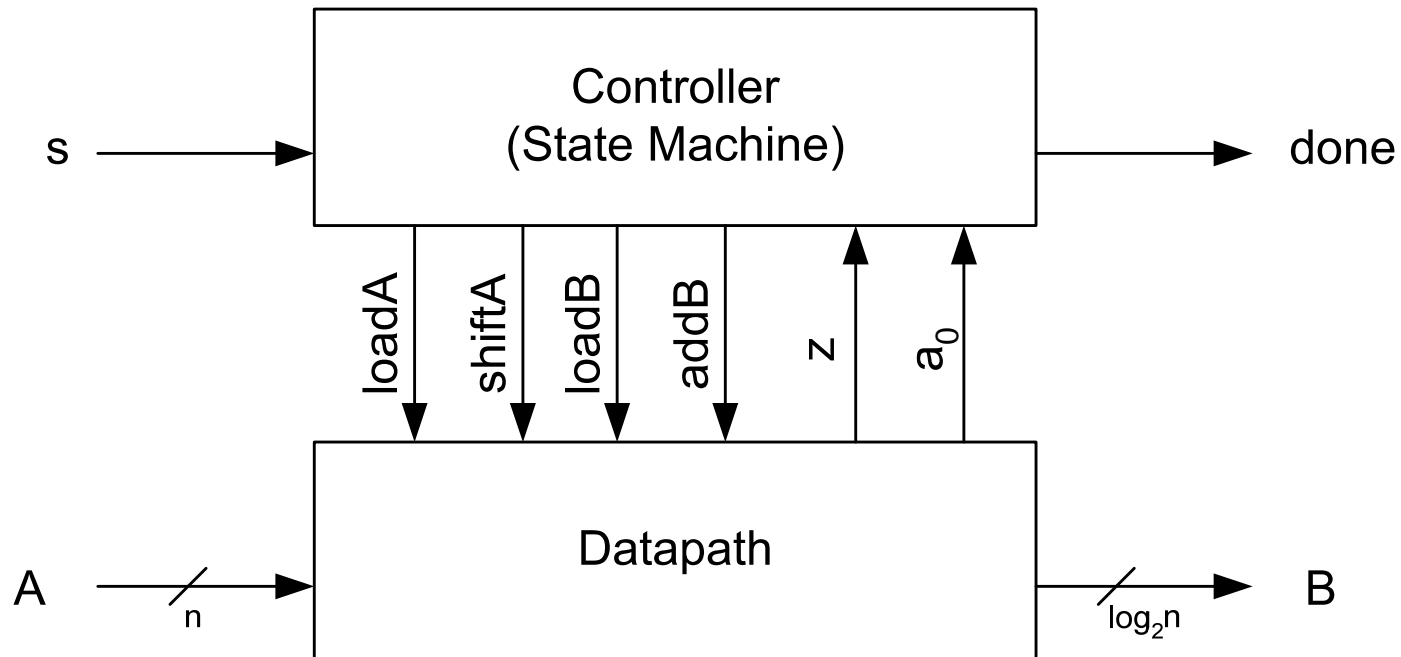 Controller
(State Machine)
s
done
loadA
shiftA
loadB
addB
z
a₀
Datapath
A
n
log₂n
B